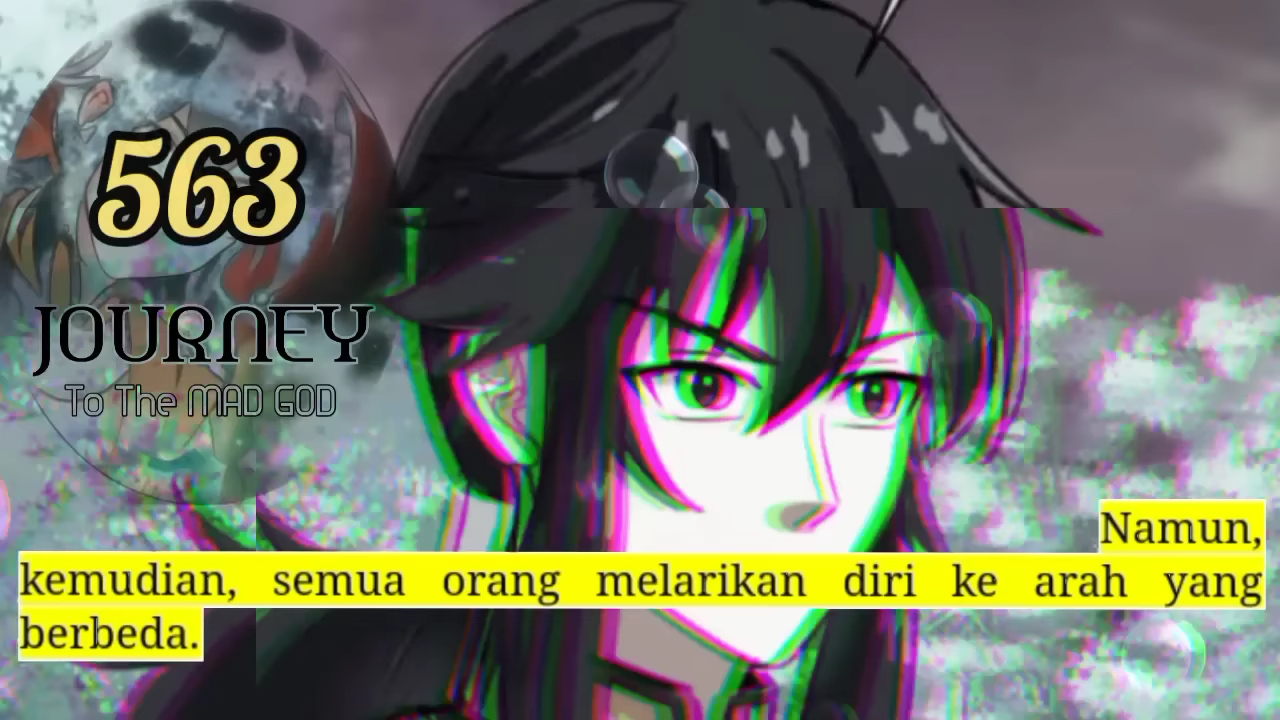 563
JOURNEY
To The MAD GOD
Namun,
kemudian, semua orang melarikan diri ke arah yang
berbeda.